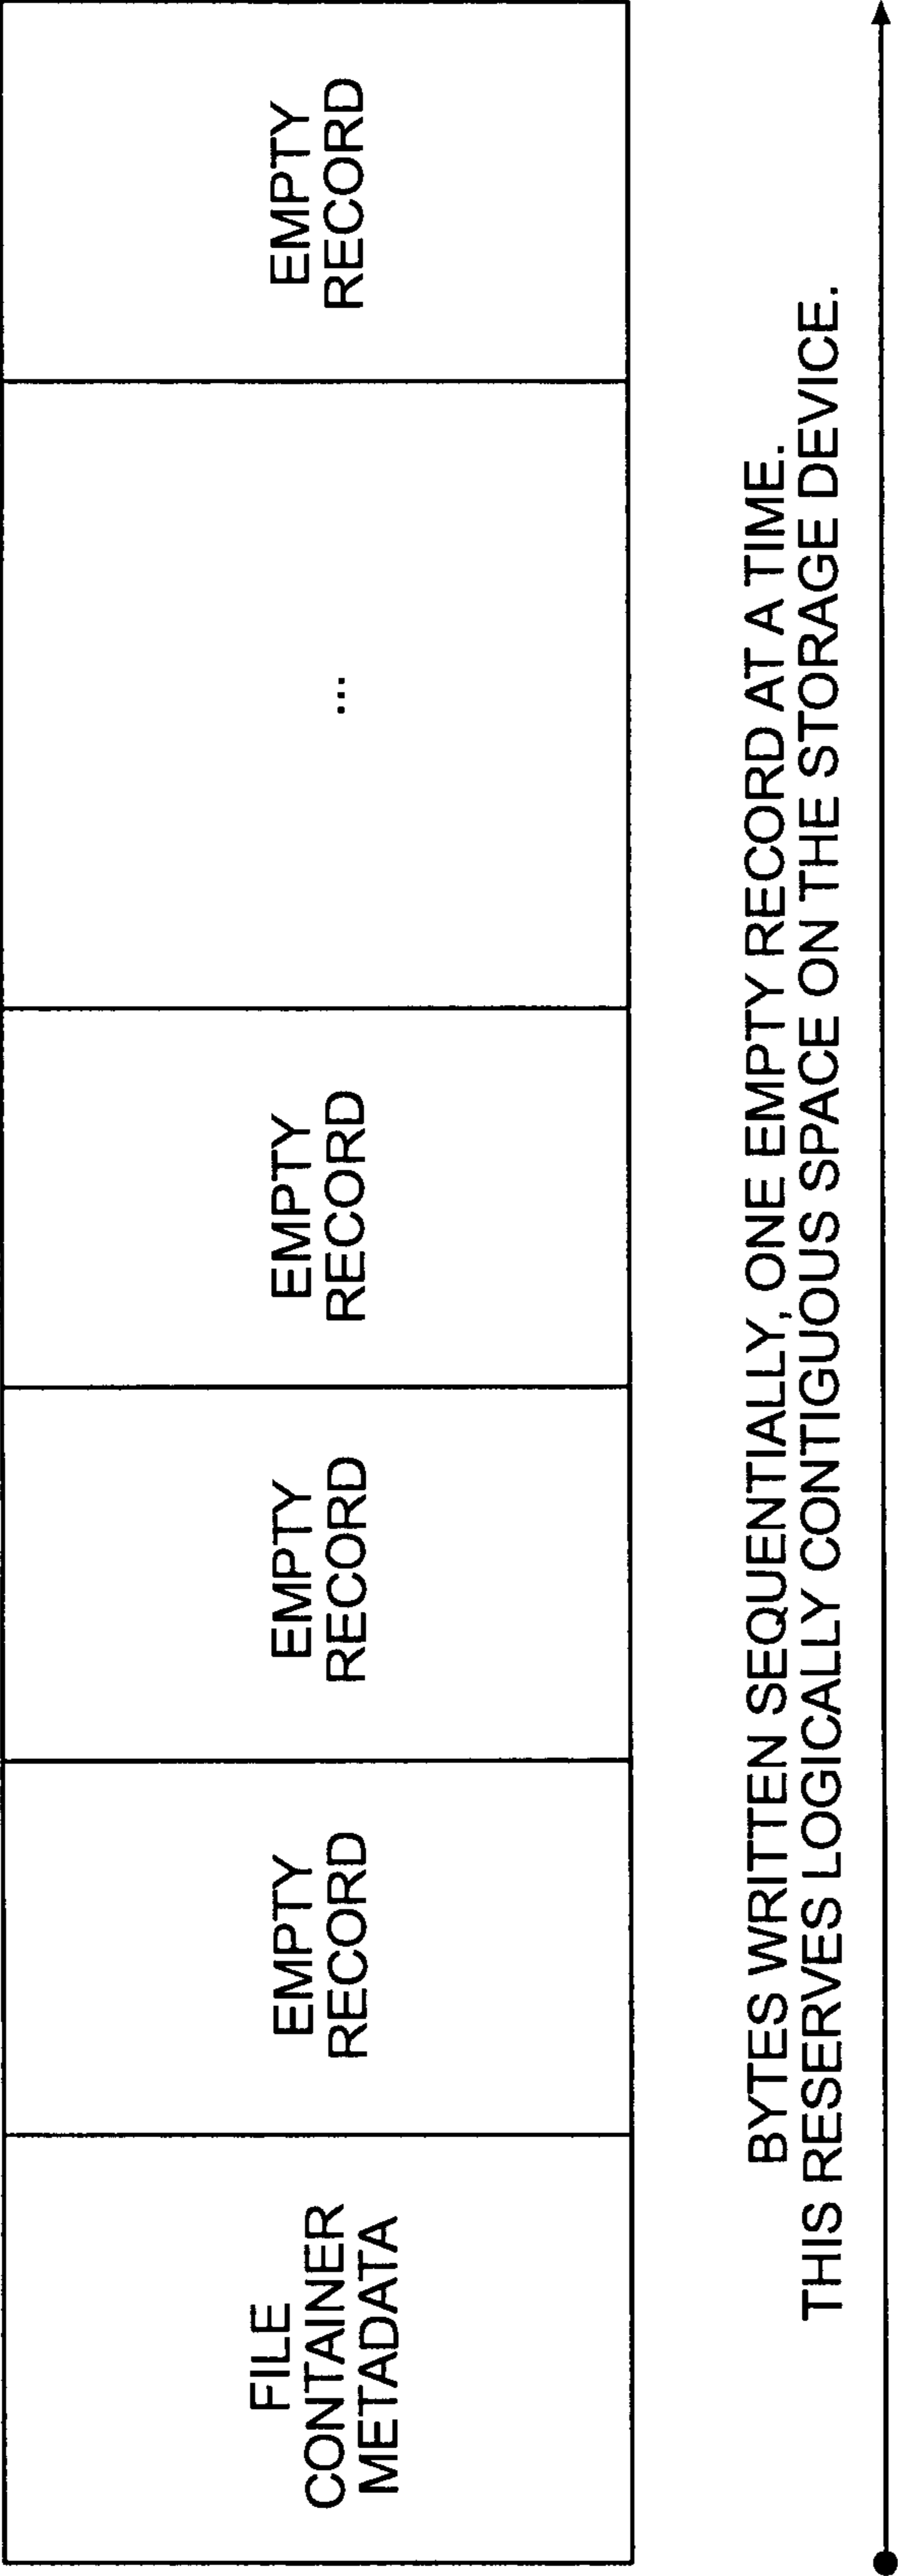 FILE
CONTAINER
METADATA
EMPTY
RECORD
EMPTY
RECORD
EMPTY
RECORD
...
EMPTY
RECORD
BYTES WRITTEN SEQUENTIALLY, ONE EMPTY RECORD AT A TIME.
THIS RESERVES LOGICALLY CONTIGUOUS SPACE ON THE STORAGE DEVICE.